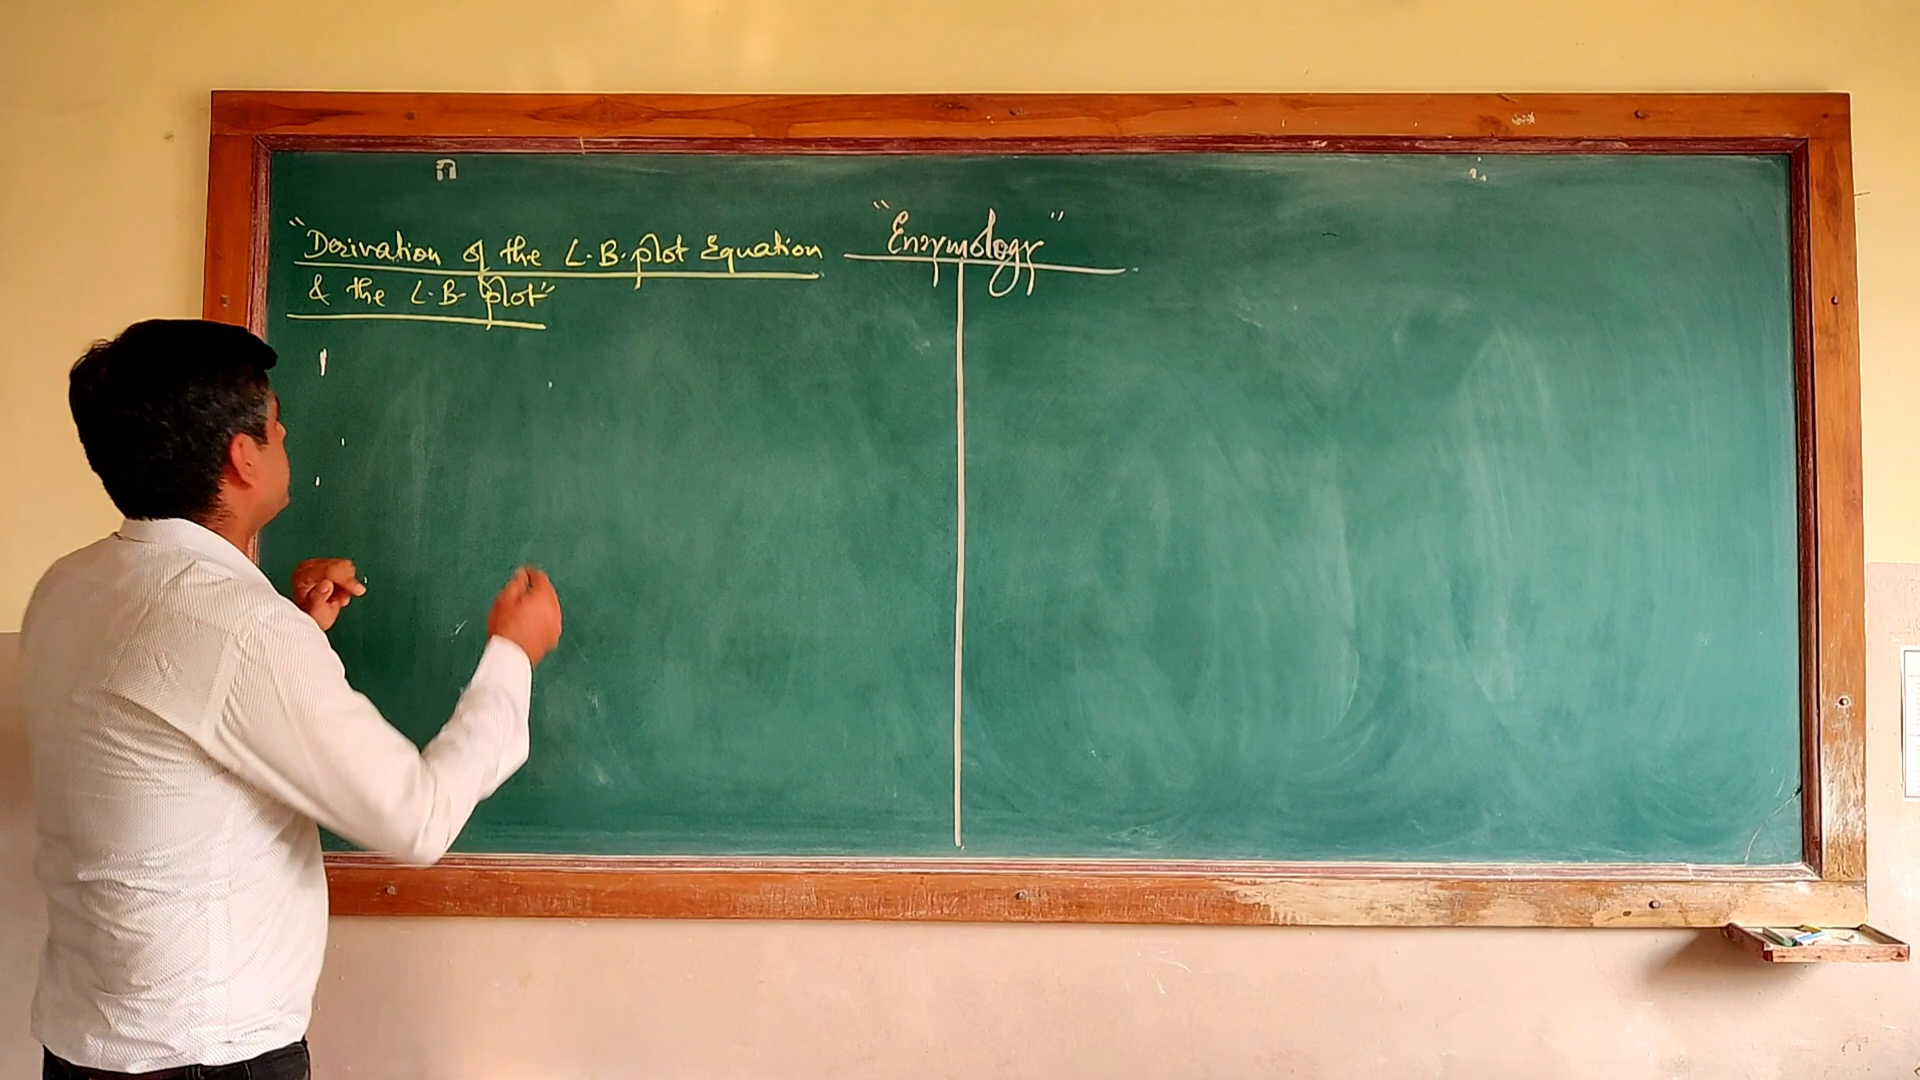 "Enzymology"
"Derivation of the L.B. plot Equation
& the L.B plot"